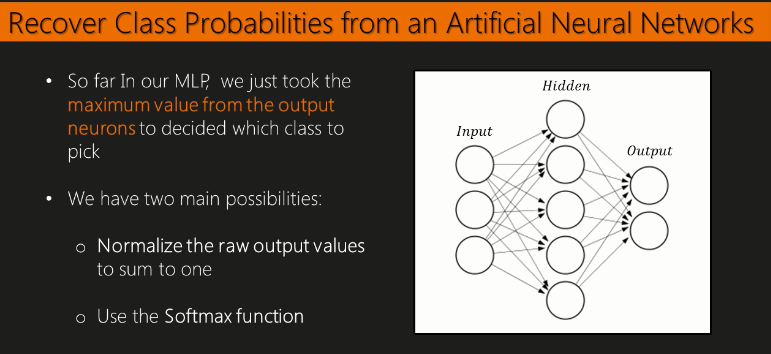 Recover Class Probabilities from an Artificial Neural Networks
• So far In our MLP, we just took the
maximum value from the output
neurons to decided which class to
pick
• We have two main possibilities:
o Normalize the raw output values
to sum to one
o Use the Softmax function
Hidden
Input
Output